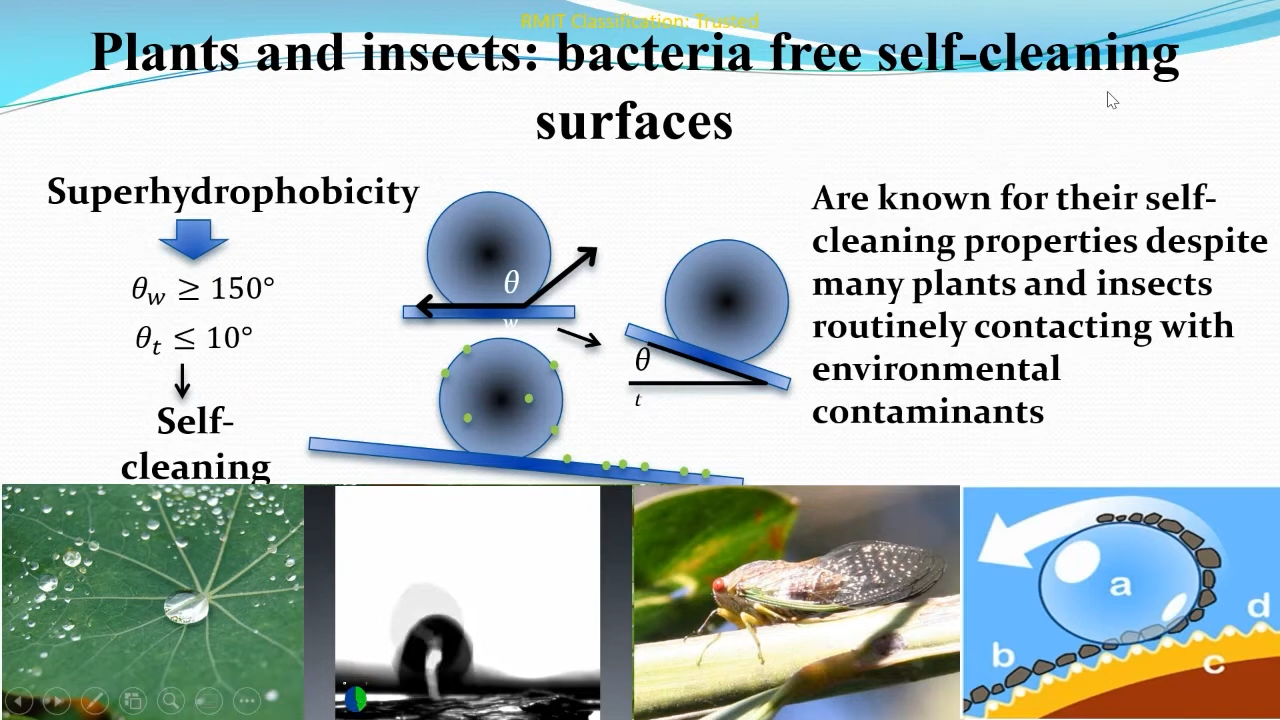 RMIT Classification: Trusted
Plants and insects: bacteria free self-cleaning
surfaces
Superhydrophobicity
θw ≥ 150°
θt ≤ 10°
Self-
cleaning
θ
w
θ
t
Are known for their self-
cleaning properties despite
many plants and insects
routinely contacting with
environmental
contaminants
a
b
c
d